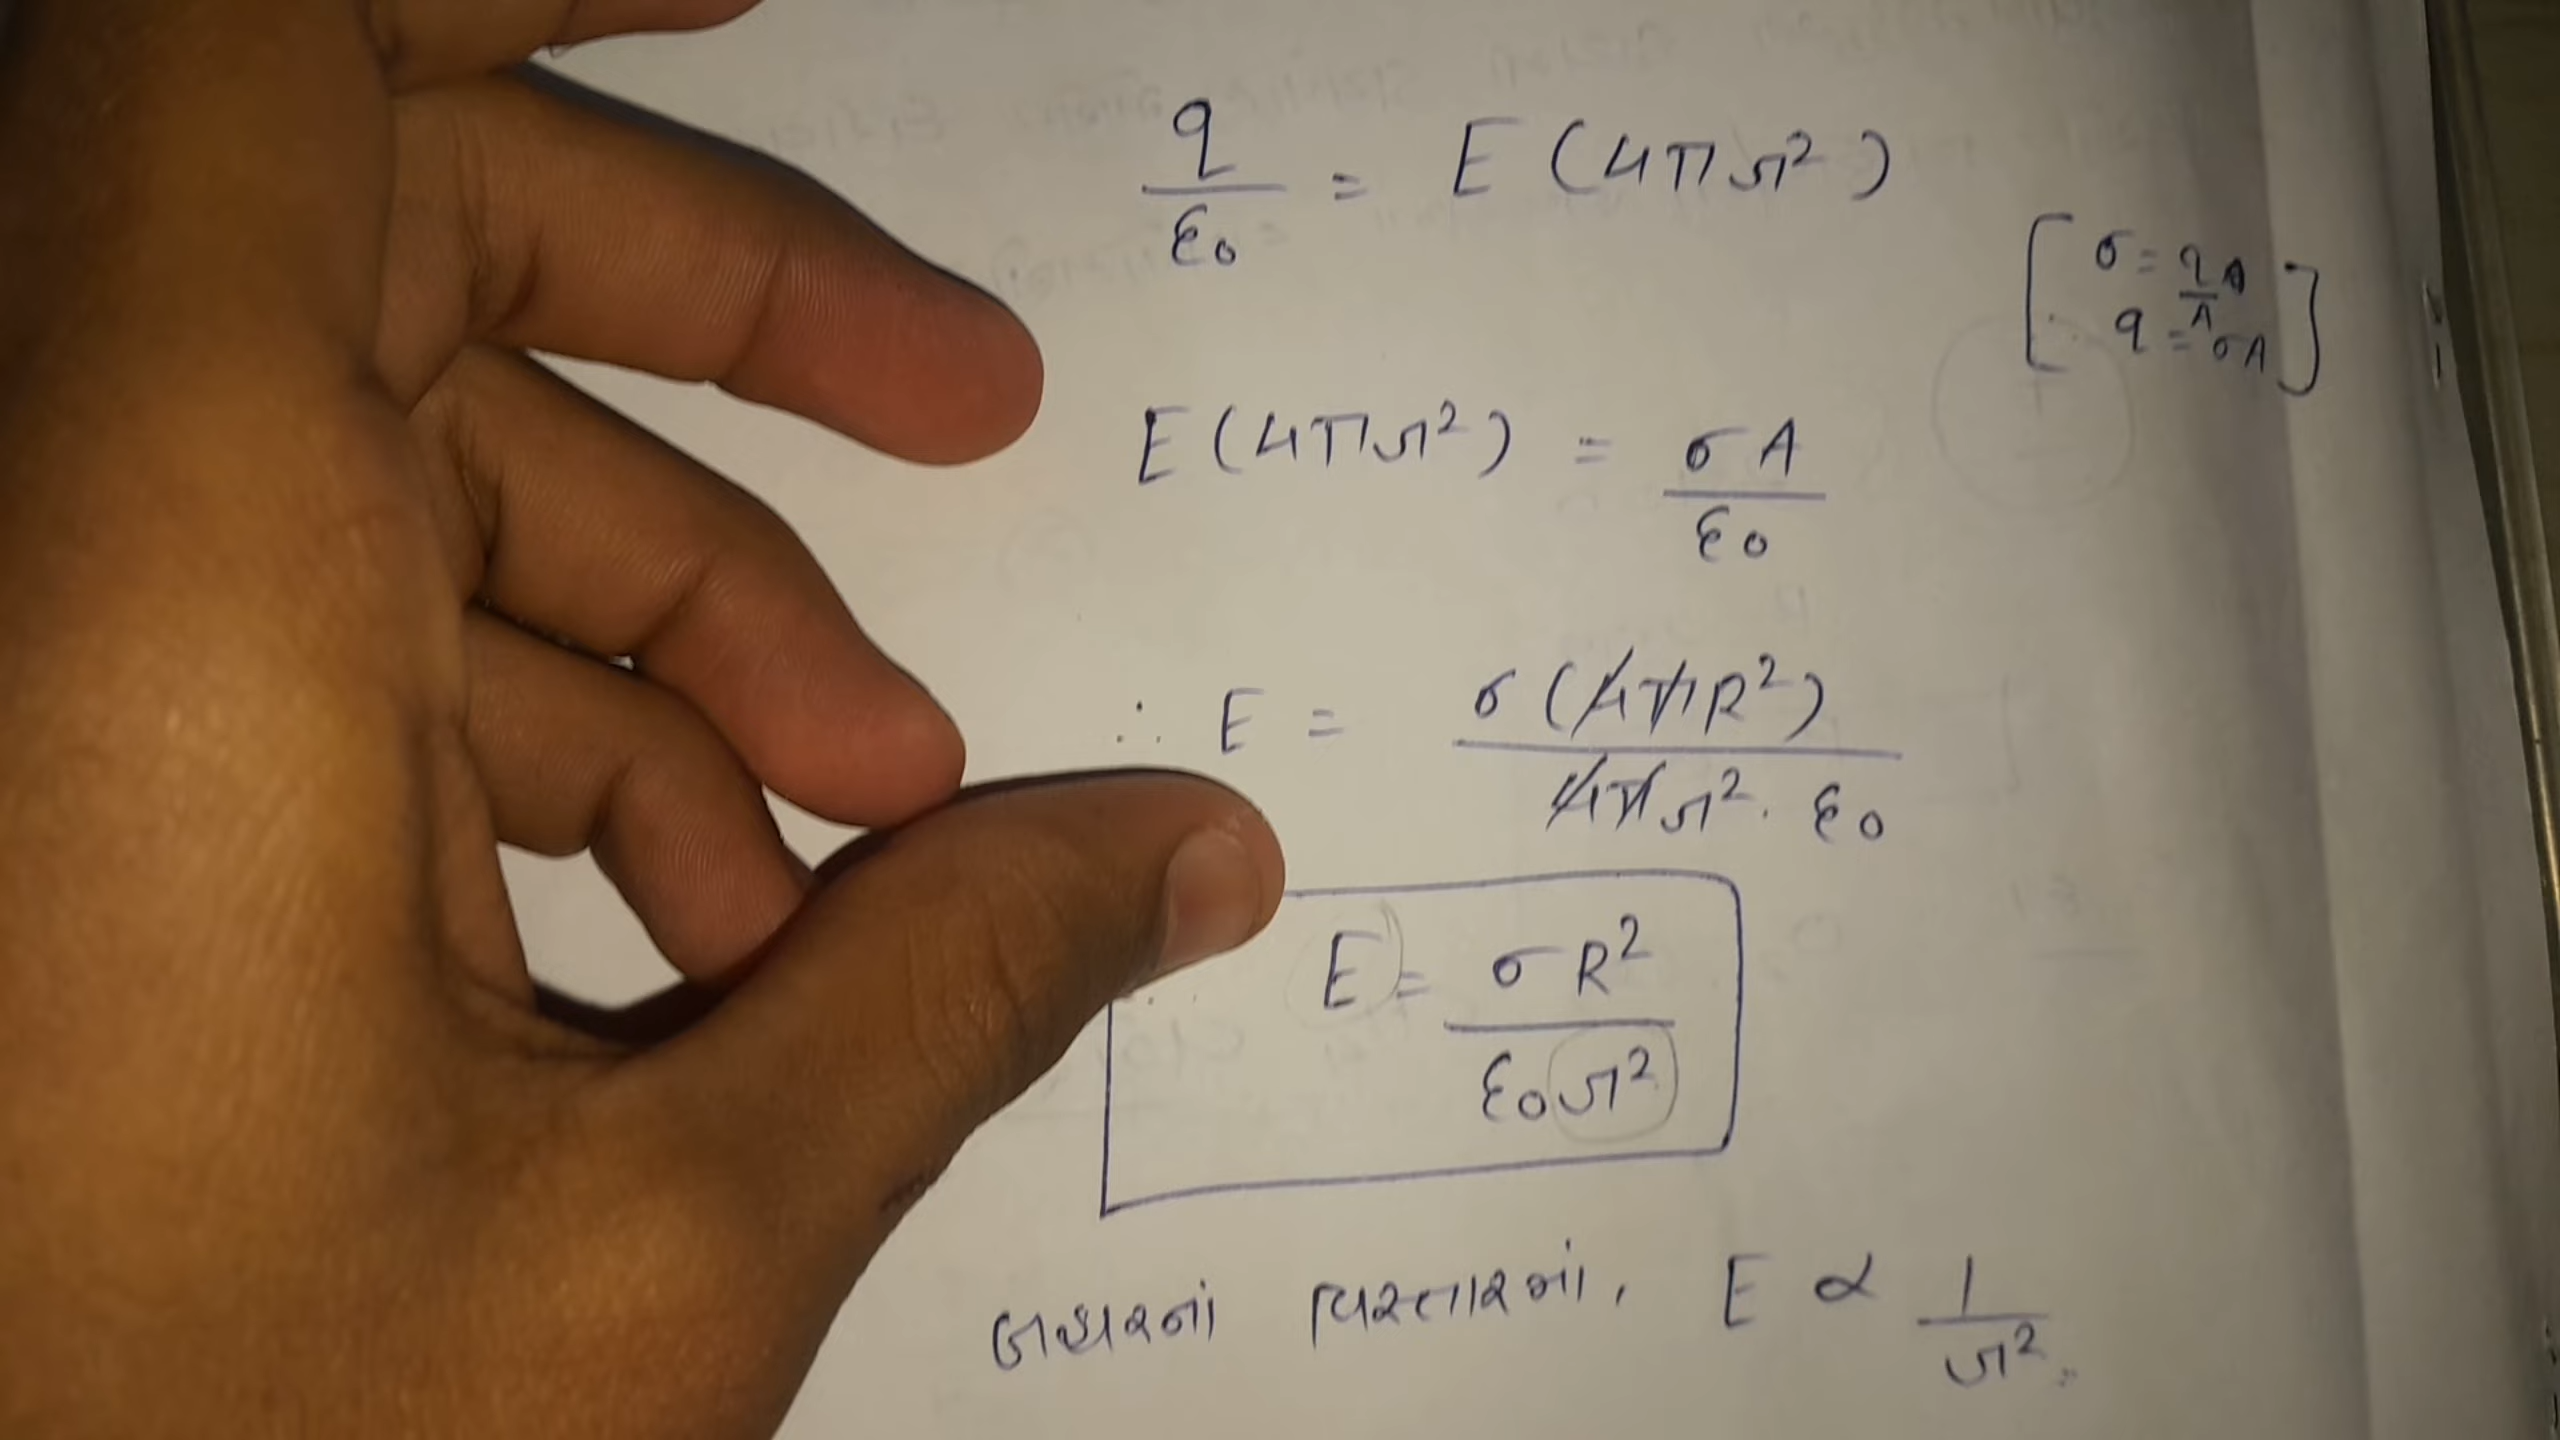 q/ε₀ = E (4πr²)
[σ = q/A
q = σA]
E (4πr²) = σA/ε₀
∴ E = σ(4πR²)/4πr² · ε₀
E = σR²/ε₀r²
બહારનાં વિસ્તારમાં, E ∝ 1/r².